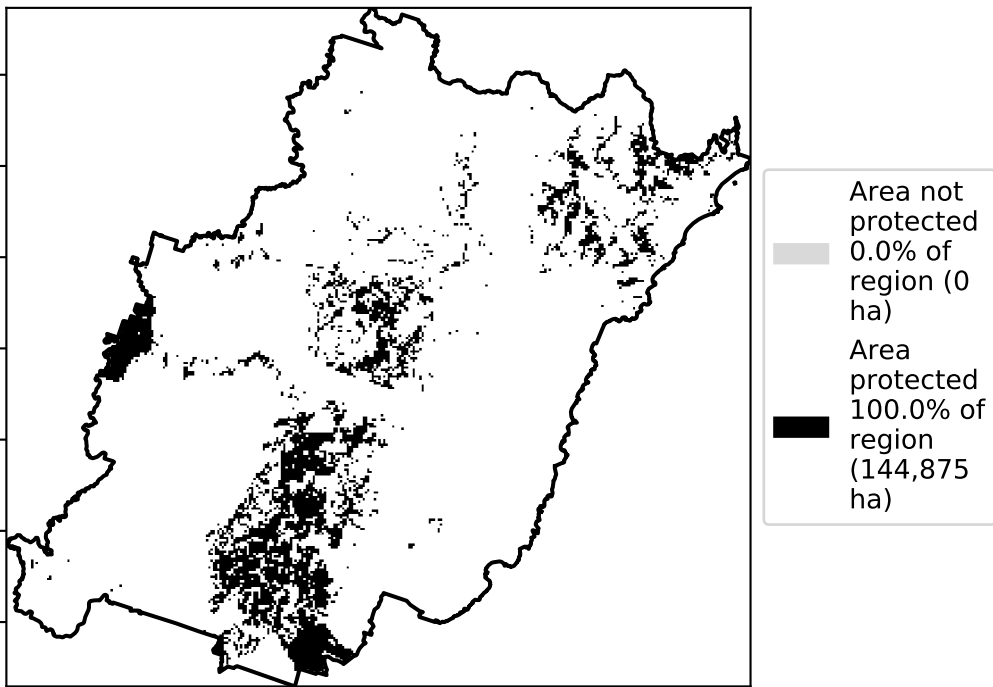 Area not
protected
0.0% of
region (0
ha)
Area
protected
100.0% of
region
(144,875
ha)